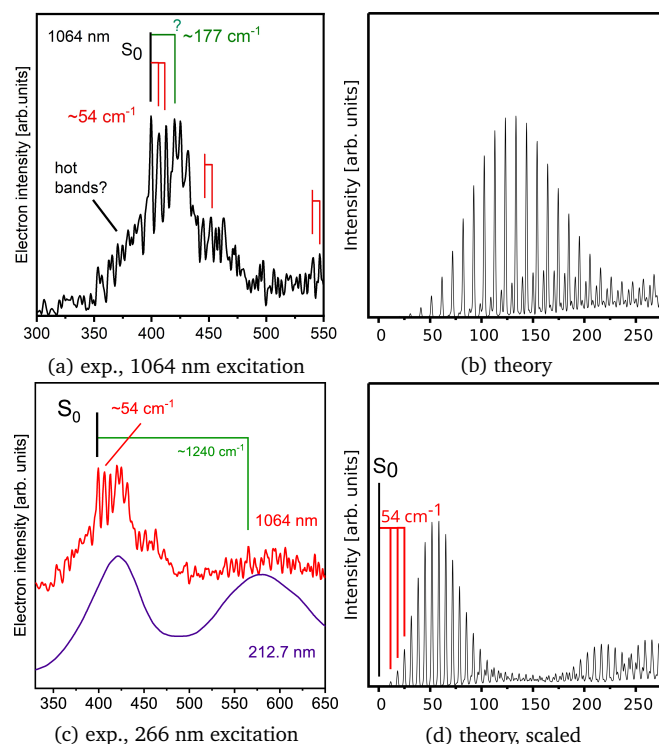 1064 nm
?
S0
~177 cm-1
~54 cm-1
hot
bands?
Electron intensity [arb.units]
300 350 400 450 500 550
(a) exp., 1064 nm excitation
Intensity [arb. units]
0 50 100 150 200 250
(b) theory
S0
~54 cm-1
~1240 cm-1
1064 nm
212.7 nm
Electron intensity [arb. units]
350 400 450 500 550 600 650
(c) exp., 266 nm excitation
S0
54 cm-1
Intensity [arb. units]
0 50 100 150 200 250
(d) theory, scaled